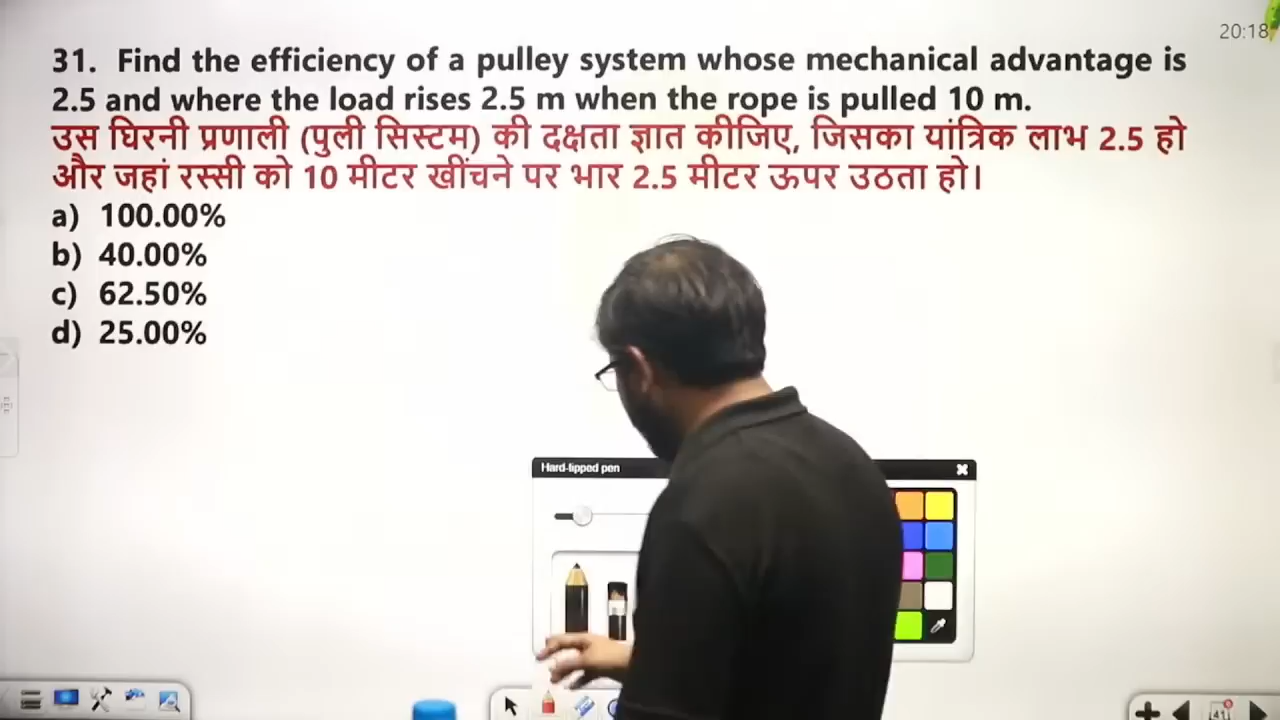 20:18
31. Find the efficiency of a pulley system whose mechanical advantage is
2.5 and where the load rises 2.5 m when the rope is pulled 10 m.
उस घिरनी प्रणाली (पुली सिस्टम) की दक्षता ज्ञात कीजिए, जिसका यांत्रिक लाभ 2.5 हो
और जहां रस्सी को 10 मीटर खींचने पर भार 2.5 मीटर ऊपर उठता हो।
a) 100.00%
b) 40.00%
c) 62.50%
d) 25.00%
Hard-lipped pen
41